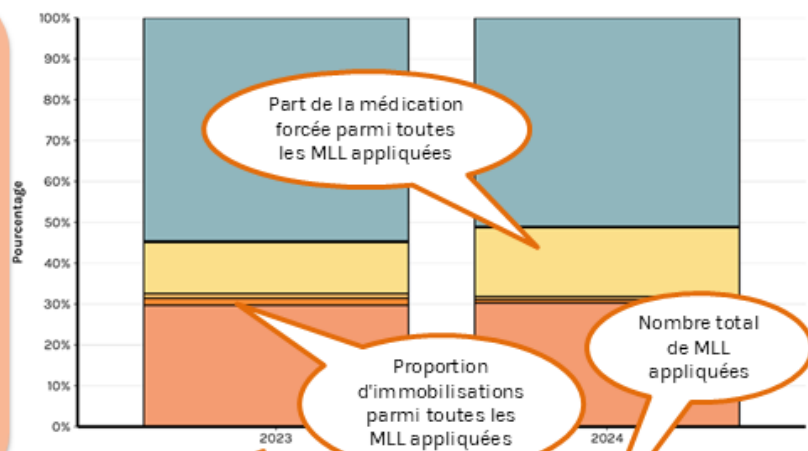 100%
90%
80%
70%
60%
50%
40%
30%
20%
10%
0%
Pourcentage
Part de la médication
forcée parmi toutes
les MLL appliquées
Nombre total
de MLL
appliquées
Proportion
d'immobilisations
parmi toutes les
MLL appliquées
2023
2024